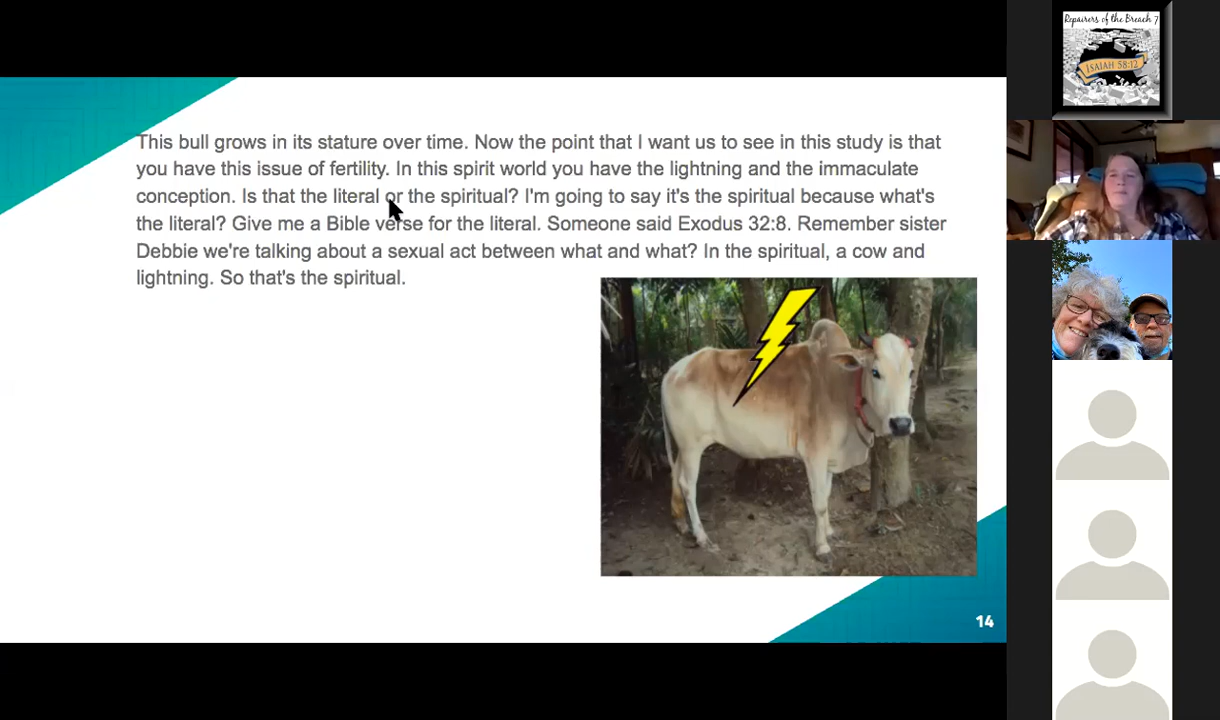 This bull grows in its stature over time. Now the point that I want us to see in this study is that
you have this issue of fertility. In this spirit world you have the lightning and the immaculate
conception. Is that the literal or the spiritual? I'm going to say it's the spiritual because what's
the literal? Give me a Bible verse for the literal. Someone said Exodus 32:8. Remember sister
Debbie we're talking about a sexual act between what and what? In the spiritual, a cow and
lightning. So that's the spiritual.
14
Repairers of the Breach 7
ISAIAH 58:12